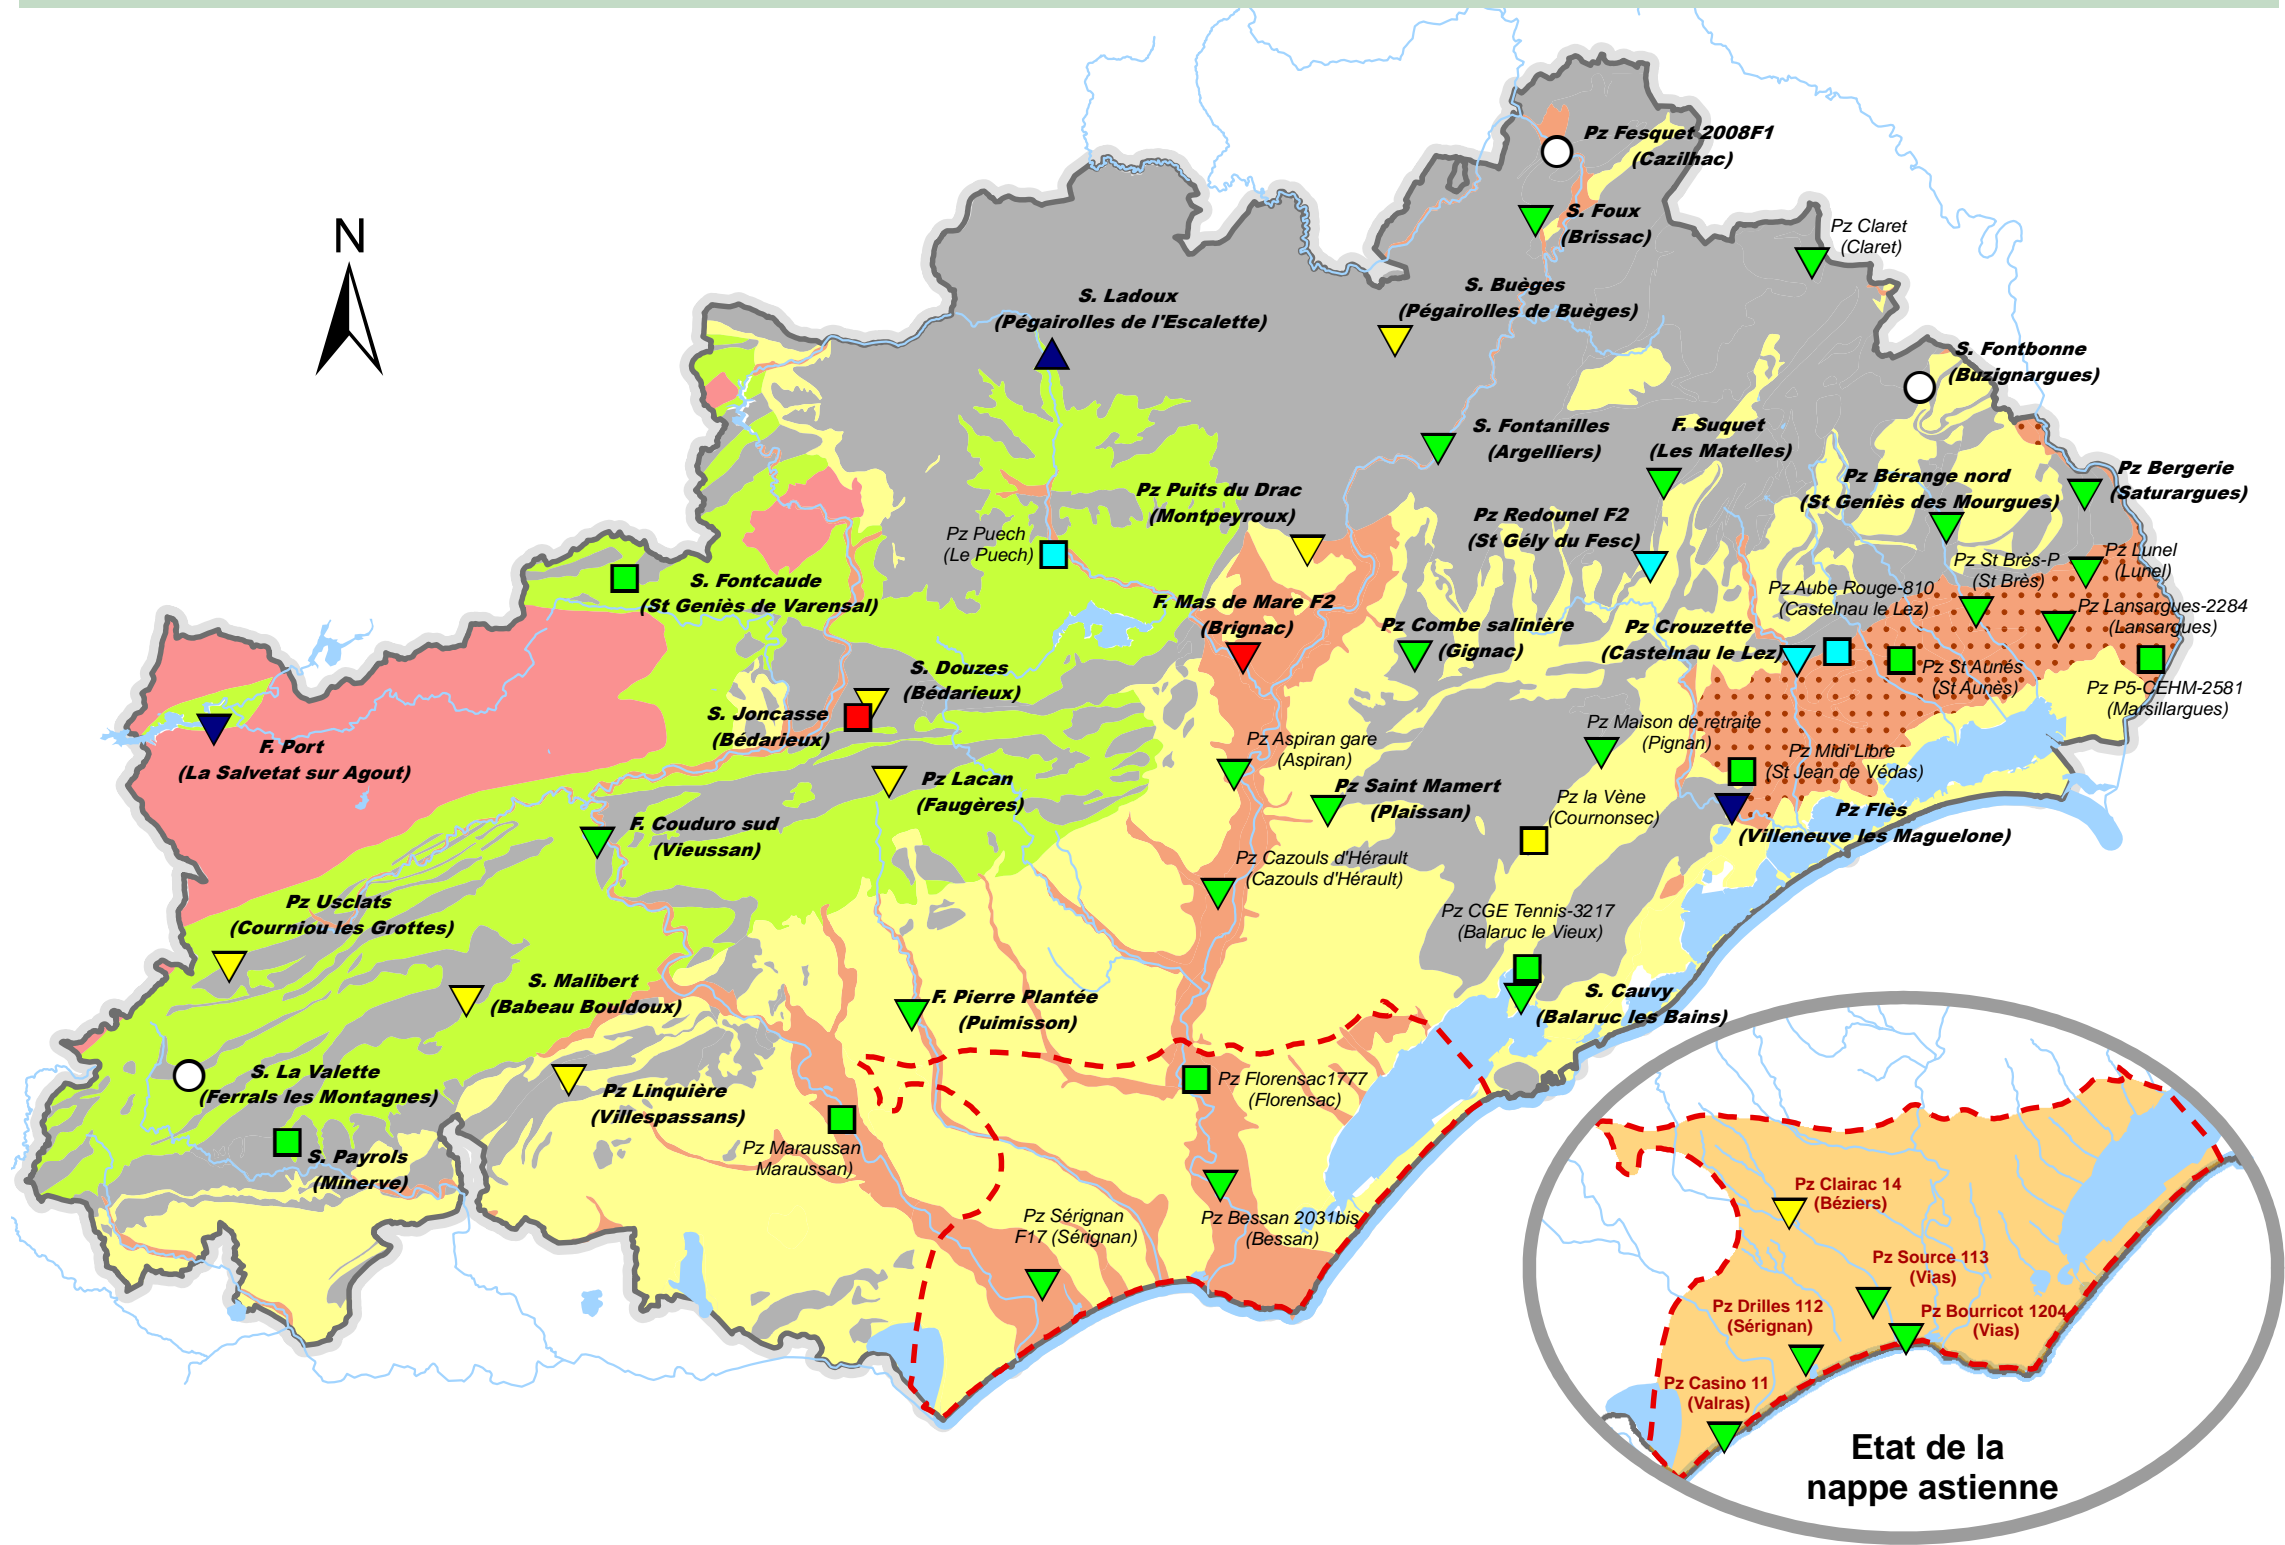 N
Pz Fesquet 2008F1
(Cazilhac)
S. Foux
(Brissac)
Pz Claret
(Claret)
S. Ladoux
(Pégairolles de l'Escalette)
S. Buèges
(Pégairolles de Buèges)
S. Fontbonne
(Buzignargues)
S. Fontanilles
(Argelliers)
F. Suquet
(Les Matelles)
Pz Bérange nord
(St Geniès des Mourgues)
Pz Bergerie
(Saturargues)
Pz Puits du Drac
(Montpeyroux)
Pz Redounel F2
(St Gély du Fesc)
Pz Puech
(Le Puech)
Pz St Brès-P
(St Brès)
Pz Lunel
(Lunel)
S. Fontcaude
(St Geniès de Varensal)
Pz Aube Rouge-810
(Castelnau le Lez)
F. Mas de Mare F2
(Brignac)
Pz Lansargues-2284
(Lansargues)
Pz Combe salinière
(Gignac)
Pz Crouzette
(Castelnau le Lez)
S. Douzes
(Bédarieux)
Pz St Aunés
(St Aunès)
Pz P5-CEHM-2581
(Marsillargues)
S. Joncasse
(Bédarieux)
Pz Maison de retraite
(Pignan)
F. Port
(La Salvetat sur Agout)
Pz Aspiran gare
(Aspiran)
Pz Midi Libre
(St Jean de Védas)
Pz Lacan
(Faugères)
Pz Saint Mamert
(Plaissan)
Pz la Vène
(Cournonsec)
Pz Flès
(Villeneuve les Maguelone)
F. Couduro sud
(Vieussan)
Pz Cazouls d'Hérault
(Cazouls d'Hérault)
Pz Usclats
(Courniou les Grottes)
Pz CGE Tennis-3217
(Balaruc le Vieux)
S. Malibert
(Babeau Bouldoux)
F. Pierre Plantée
(Puimisson)
S. Cauvy
(Balaruc les Bains)
S. La Valette
(Ferrals les Montagnes)
Pz Linquière
(Villespassans)
Pz Florensac1777
(Florensac)
S. Payrols
(Minerve)
Pz Maraussan
Maraussan)
Pz Sérignan
F17 (Sérignan)
Pz Bessan 2031bis
(Bessan)
Pz Clairac 14
(Béziers)
Pz Source 113
(Vias)
Pz Drilles 112
(Sérignan)
Pz Bourricot 1204
(Vias)
Pz Casino 11
(Valras)
Etat de la
nappe astienne